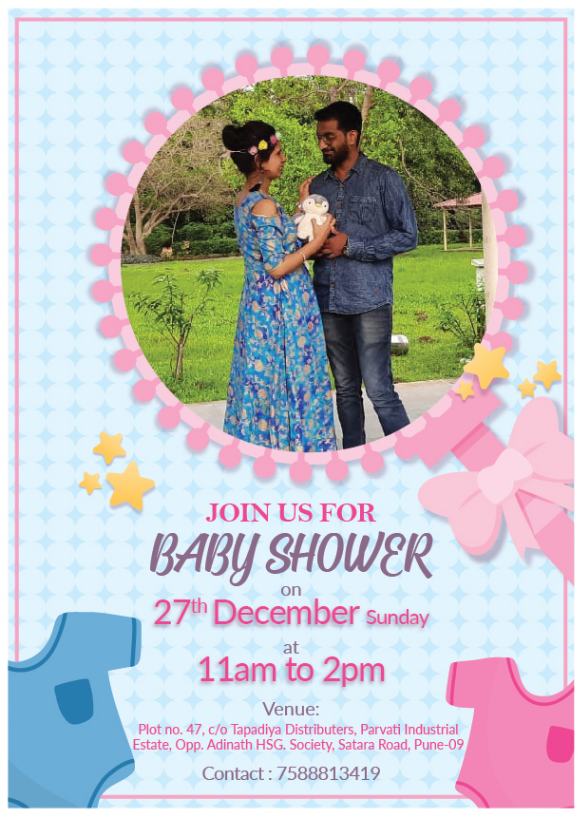 JOIN US FOR
BABY SHOWER
on
27th December Sunday
at
11am to 2pm
Venue:
Plot no. 47, c/o Tapadiya Distributers, Parvati Industrial
Estate, Opp. Adinath HSG. Society, Satara Road, Pune-09
Contact : 7588813419